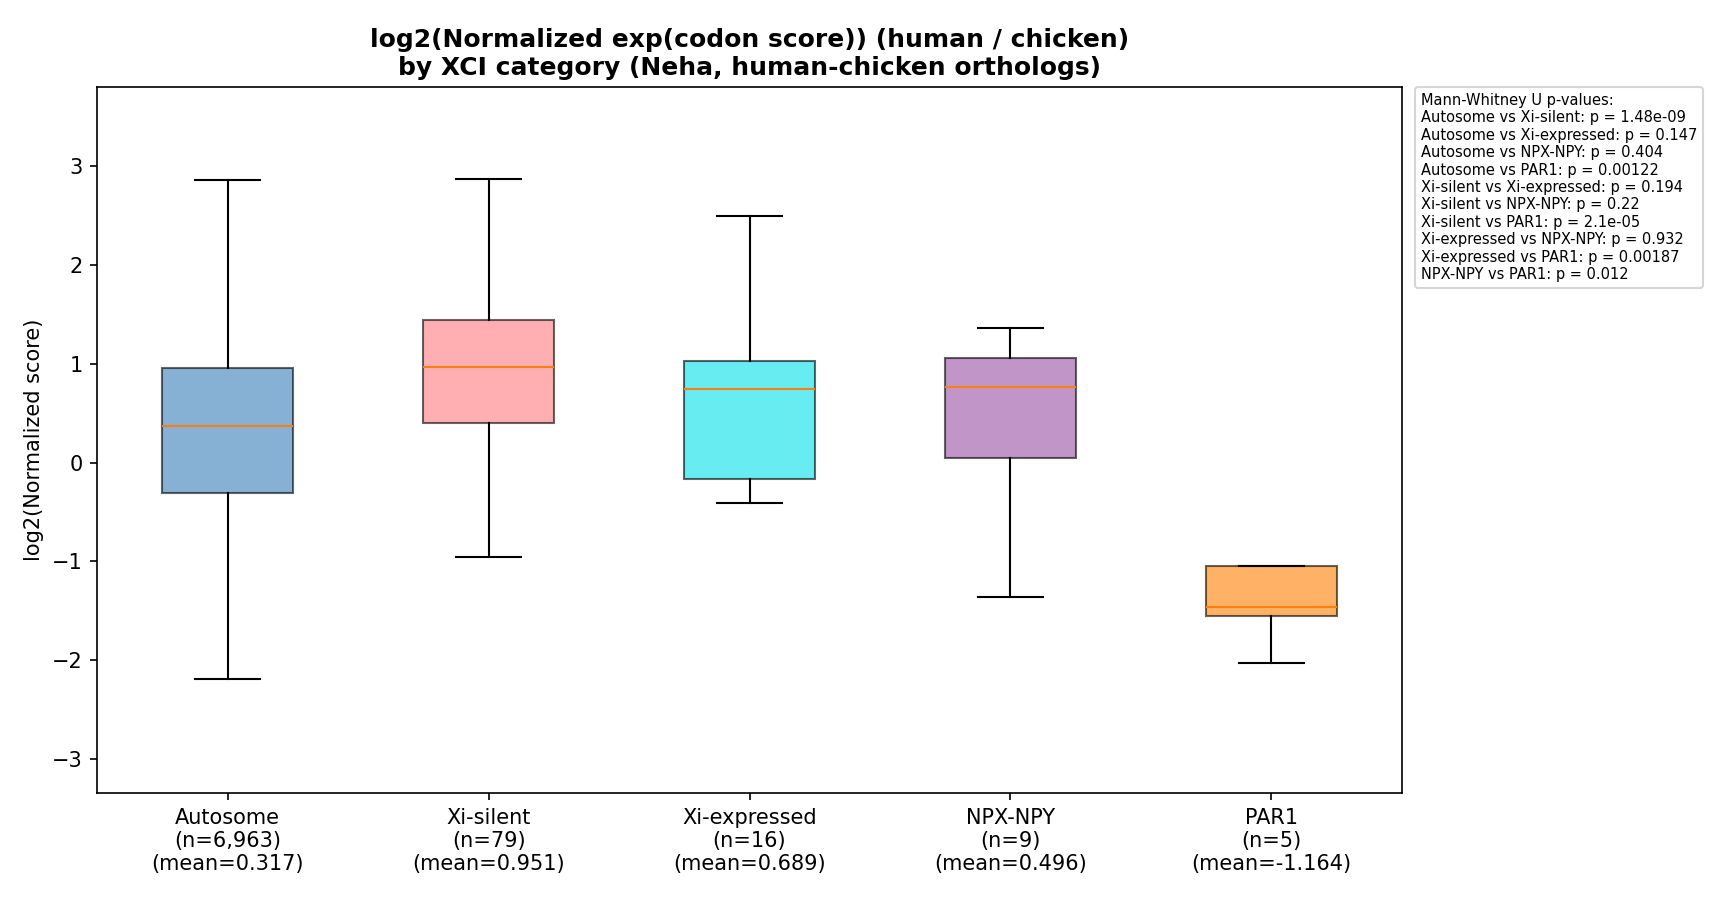 log2(Normalized exp(codon score)) (human / chicken)
by XCI category (Neha, human-chicken orthologs)
Mann-Whitney U p-values:
Autosome vs Xi-silent: p = 1.48e-09
Autosome vs Xi-expressed: p = 0.147
Autosome vs NPX-NPY: p = 0.404
Autosome vs PAR1: p = 0.00122
Xi-silent vs Xi-expressed: p = 0.194
Xi-silent vs NPX-NPY: p = 0.22
Xi-silent vs PAR1: p = 2.1e-05
Xi-expressed vs NPX-NPY: p = 0.932
Xi-expressed vs PAR1: p = 0.00187
NPX-NPY vs PAR1: p = 0.012
log2(Normalized score)
3
2
1
0
−1
−2
−3
Autosome
(n=6,963)
(mean=0.317)
Xi-silent
(n=79)
(mean=0.951)
Xi-expressed
(n=16)
(mean=0.689)
NPX-NPY
(n=9)
(mean=0.496)
PAR1
(n=5)
(mean=-1.164)